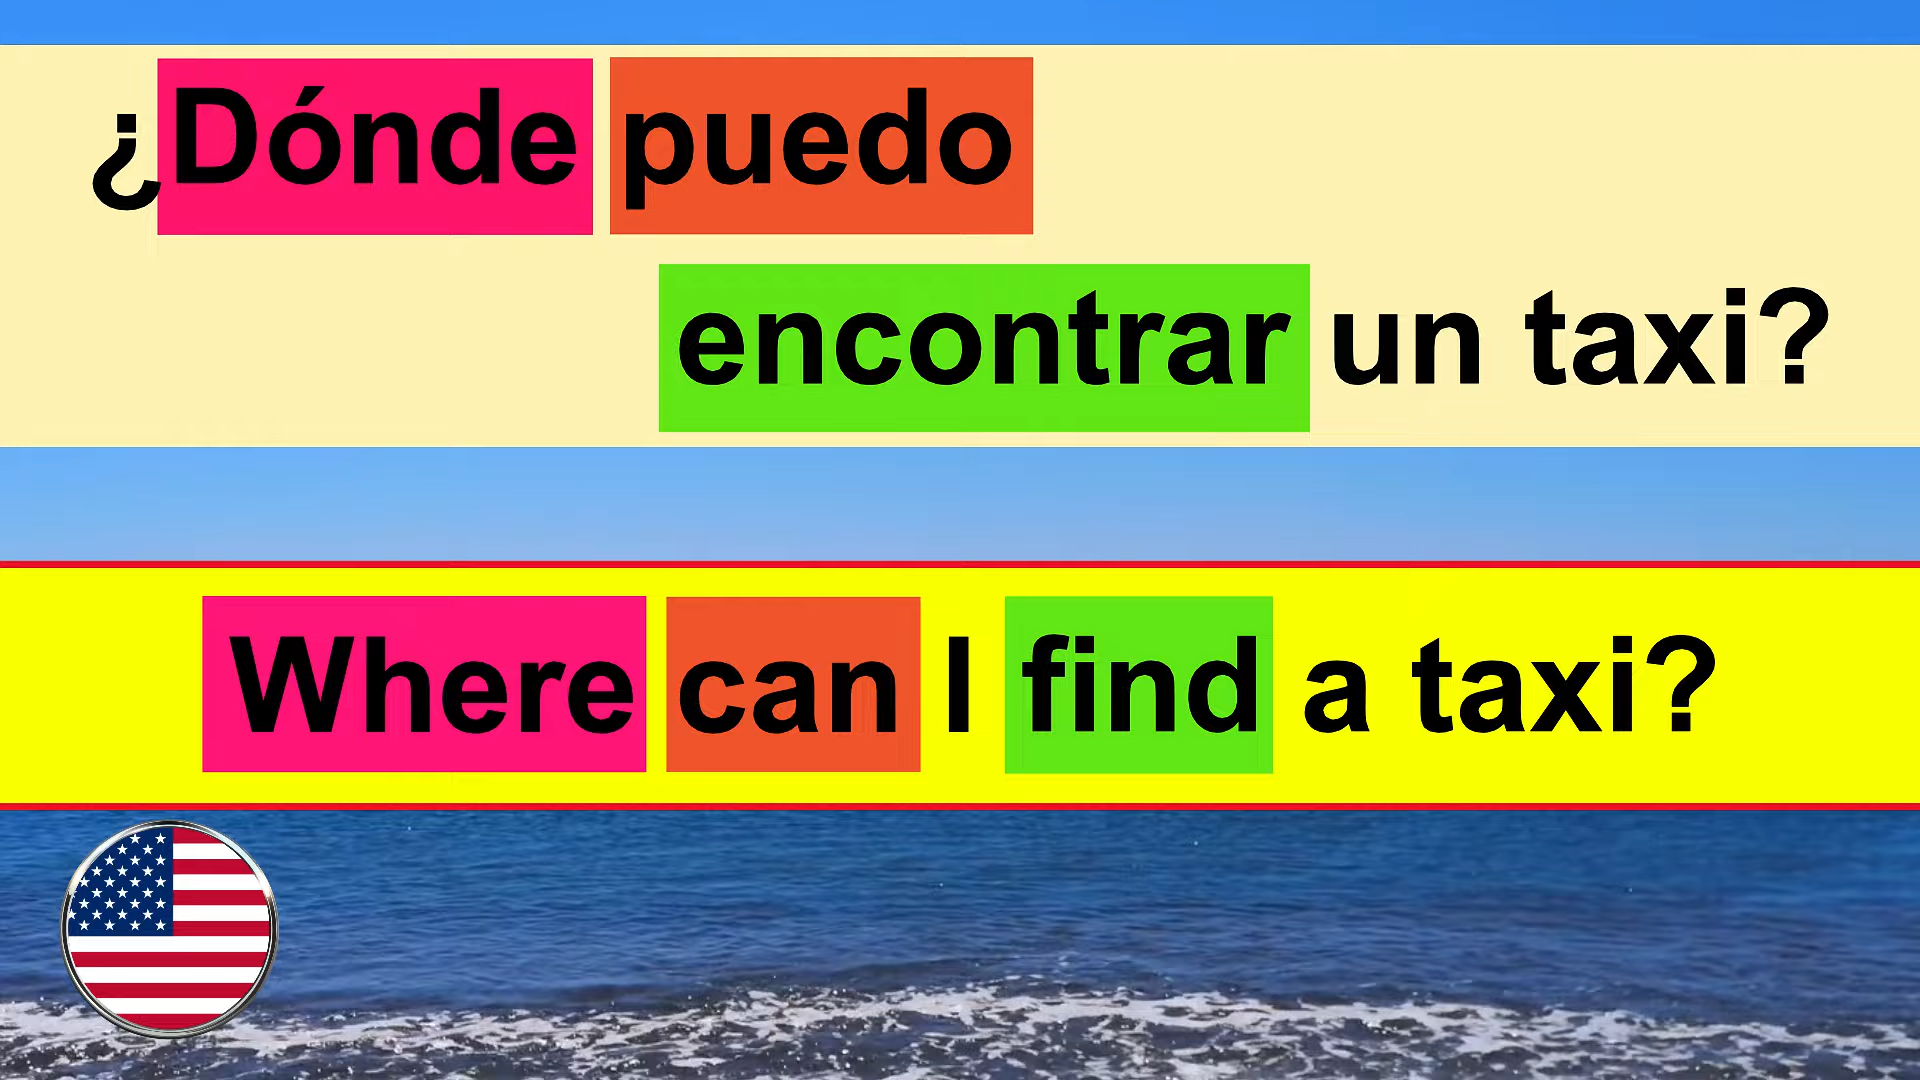 ¿Dónde puedo
encontrar un taxi?
Where can I find a taxi?